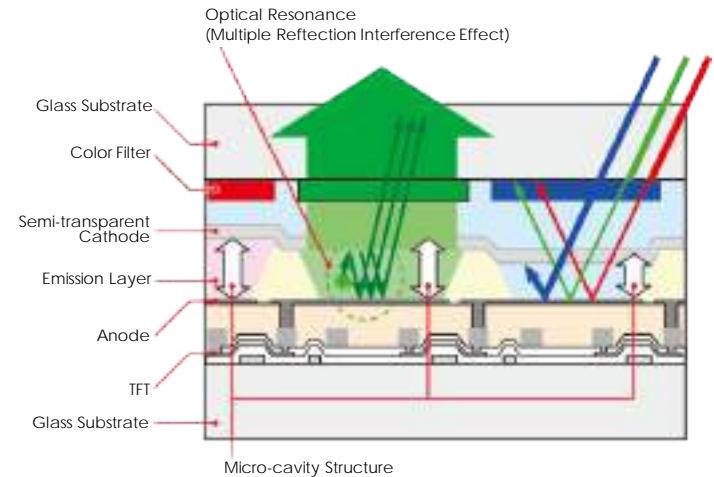 Optical Resonance
(Multiple Reftection Interference Effect)
Glass Substrate
Color Filter
Semi-transparent
Cathode
Emission Layer
Anode
TFT
Glass Substrate
Micro-cavity Structure